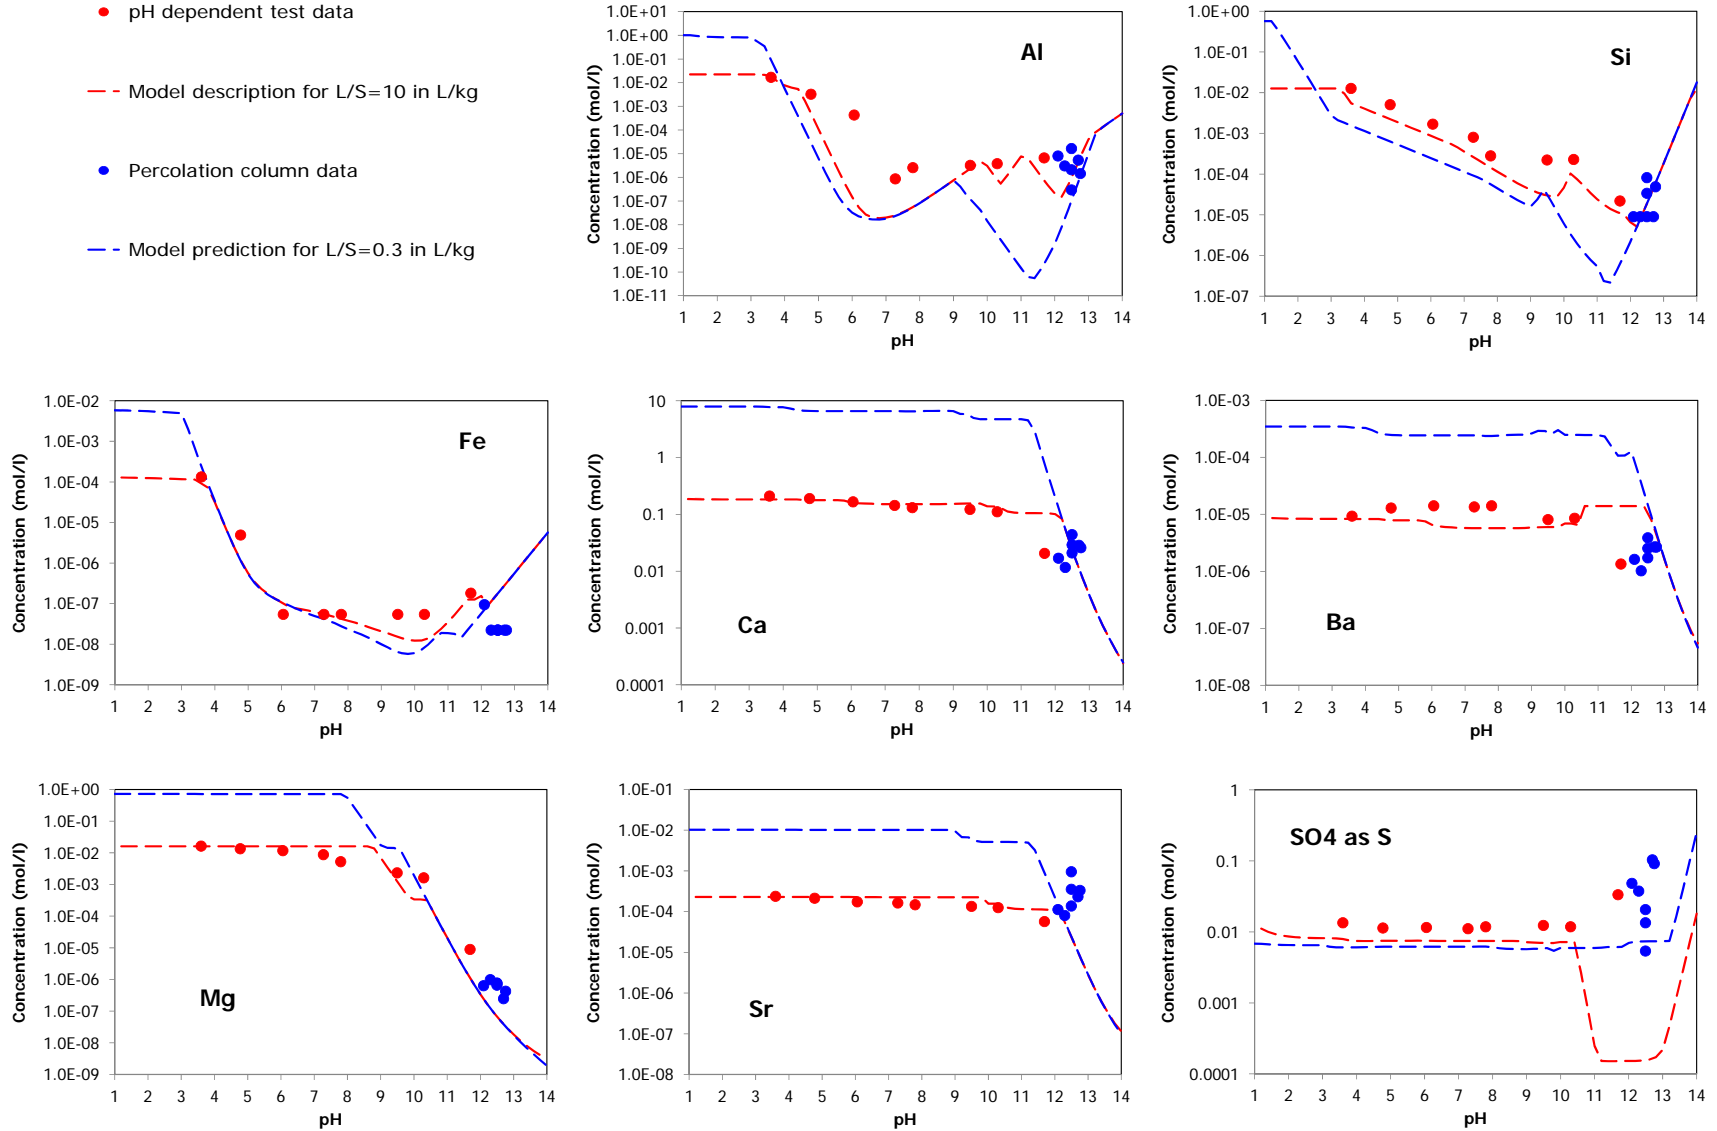 pH dependent test data
Model description for L/S=10 in L/kg
Percolation column data
Model prediction for L/S=0.3 in L/kg
Concentration (mol/l)
1.0E+01
1.0E+00
1.0E-01
1.0E-02
1.0E-03
1.0E-04
1.0E-05
1.0E-06
1.0E-07
1.0E-08
1.0E-09
1.0E-10
1.0E-11
Al
1 2 3 4 5 6 7 8 9 10 11 12 13 14
pH
Concentration (mol/l)
1.0E+00
1.0E-01
1.0E-02
1.0E-03
1.0E-04
1.0E-05
1.0E-06
1.0E-07
Si
1 2 3 4 5 6 7 8 9 10 11 12 13 14
pH
Concentration (mol/l)
1.0E-02
1.0E-03
1.0E-04
1.0E-05
1.0E-06
1.0E-07
1.0E-08
1.0E-09
Fe
1 2 3 4 5 6 7 8 9 10 11 12 13 14
pH
Concentration (mol/l)
10
1
0.1
0.01
0.001
0.0001
Ca
1 2 3 4 5 6 7 8 9 10 11 12 13 14
pH
Concentration (mol/l)
1.0E-03
1.0E-04
1.0E-05
1.0E-06
1.0E-07
1.0E-08
Ba
1 2 3 4 5 6 7 8 9 10 11 12 13 14
pH
Concentration (mol/l)
1.0E+00
1.0E-01
1.0E-02
1.0E-03
1.0E-04
1.0E-05
1.0E-06
1.0E-07
1.0E-08
1.0E-09
Mg
1 2 3 4 5 6 7 8 9 10 11 12 13 14
pH
Concentration (mol/l)
1.0E-01
1.0E-02
1.0E-03
1.0E-04
1.0E-05
1.0E-06
1.0E-07
1.0E-08
Sr
1 2 3 4 5 6 7 8 9 10 11 12 13 14
pH
Concentration (mol/l)
1
0.1
0.01
0.001
0.0001
SO4 as S
1 2 3 4 5 6 7 8 9 10 11 12 13 14
pH